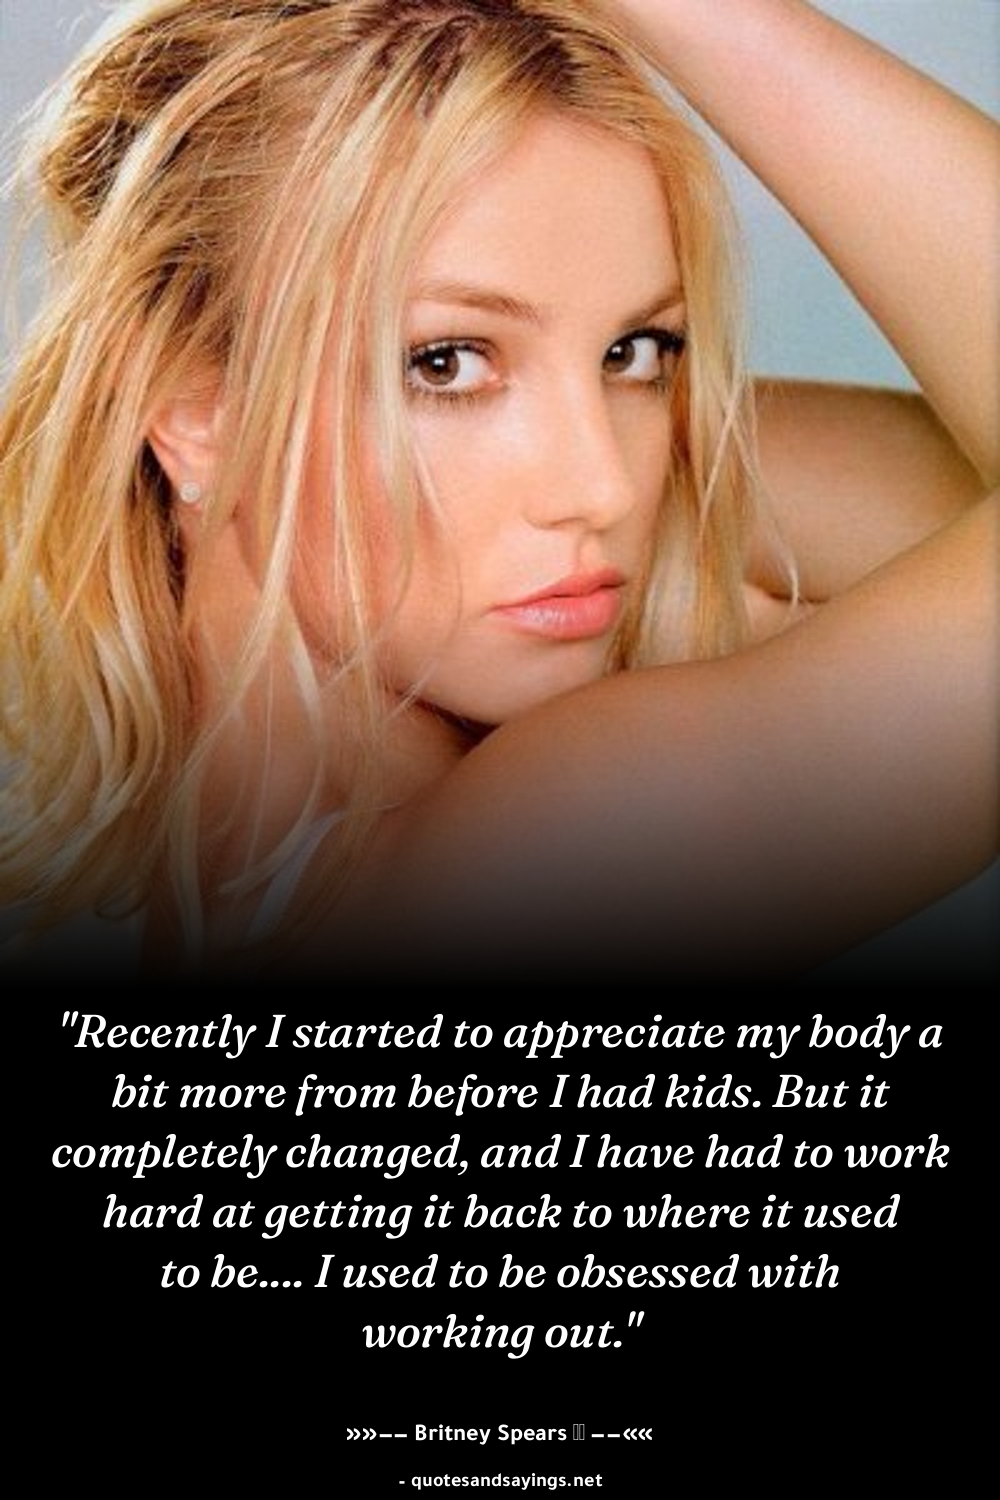 "Recently I started to appreciate my body a
bit more from before I had kids. But it
completely changed, and I have had to work
hard at getting it back to where it used
to be.... I used to be obsessed with
working out."
»»–– Britney Spears ––««
- quotesandsayings.net